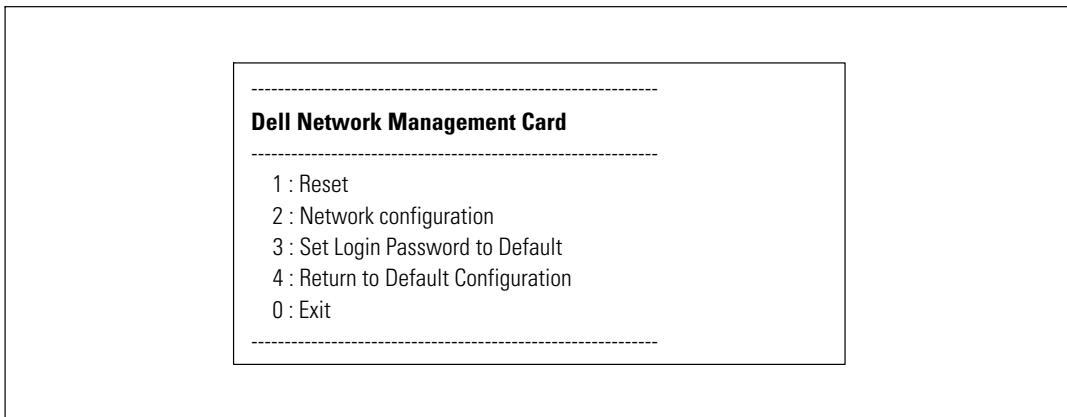 ------------------------------------------------------------
Dell Network Management Card
------------------------------------------------------------
1 : Reset
2 : Network configuration
3 : Set Login Password to Default
4 : Return to Default Configuration
0 : Exit
------------------------------------------------------------